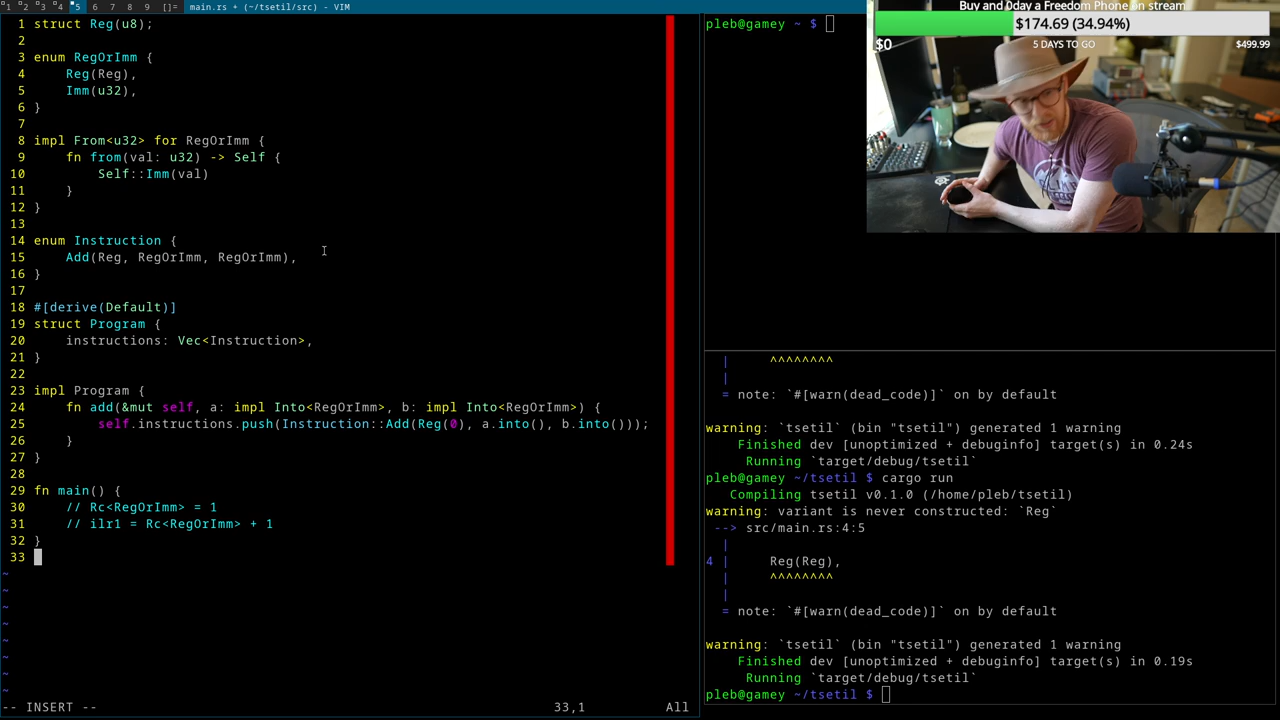 1 2 3 4 5 6 7 8 9 []= main.rs + (~/tsetil/src) - VIM
1 struct Reg(u8);
2
3 enum RegOrImm {
4     Reg(Reg),
5     Imm(u32),
6 }
7
8 impl From<u32> for RegOrImm {
9     fn from(val: u32) -> Self {
10         Self::Imm(val)
11     }
12 }
13
14 enum Instruction {
15     Add(Reg, RegOrImm, RegOrImm),
16 }
17
18 #[derive(Default)]
19 struct Program {
20     instructions: Vec<Instruction>,
21 }
22
23 impl Program {
24     fn add(&mut self, a: impl Into<RegOrImm>, b: impl Into<RegOrImm>) {
25         self.instructions.push(Instruction::Add(Reg(0), a.into(), b.into()));
26     }
27 }
28
29 fn main() {
30     // Rc<RegOrImm> = 1
31     // ilr1 = Rc<RegOrImm> + 1
32 }
33
~
~
~
~
~
~
~
~
-- INSERT -- 33,1 All
pleb@gamey ~ $
Buy and 0day a Freedom Phone on stream
$174.69 (34.94%)
$0 5 DAYS TO GO $499.99
  |     ^^^^^^^^
  |
  = note: `#[warn(dead_code)]` on by default
warning: `tsetil` (bin "tsetil") generated 1 warning
    Finished dev [unoptimized + debuginfo] target(s) in 0.24s
     Running `target/debug/tsetil`
pleb@gamey ~/tsetil $ cargo run
   Compiling tsetil v0.1.0 (/home/pleb/tsetil)
warning: variant is never constructed: `Reg`
 --> src/main.rs:4:5
  |
4 |     Reg(Reg),
  |     ^^^^^^^^
  |
  = note: `#[warn(dead_code)]` on by default
warning: `tsetil` (bin "tsetil") generated 1 warning
    Finished dev [unoptimized + debuginfo] target(s) in 0.19s
     Running `target/debug/tsetil`
pleb@gamey ~/tsetil $